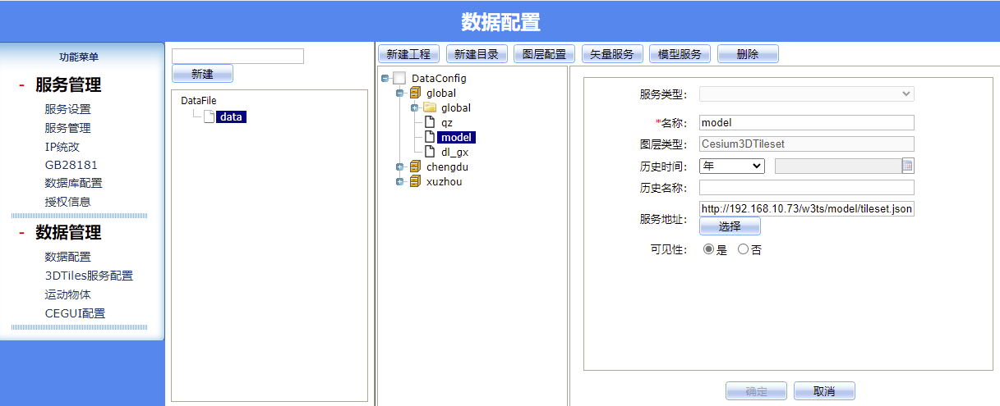 数据配置
功能菜单
- 服务管理
服务设置
服务管理
IP统改
GB28181
数据库配置
授权信息
- 数据管理
数据配置
3DTiles服务配置
运动物体
CEGUI配置
新建
DataFile
data
新建工程 新建目录 图层配置 矢量服务 模型服务 删除
DataConfig
global
global
qz
model
dl_gx
chengdu
xuzhou
服务类型:
*名称: model
图层类型: Cesium3DTileset
历史时间: 年
历史名称:
服务地址: http://192.168.10.73/w3ts/model/tileset.json
选择
可见性: 是 否
确定 取消